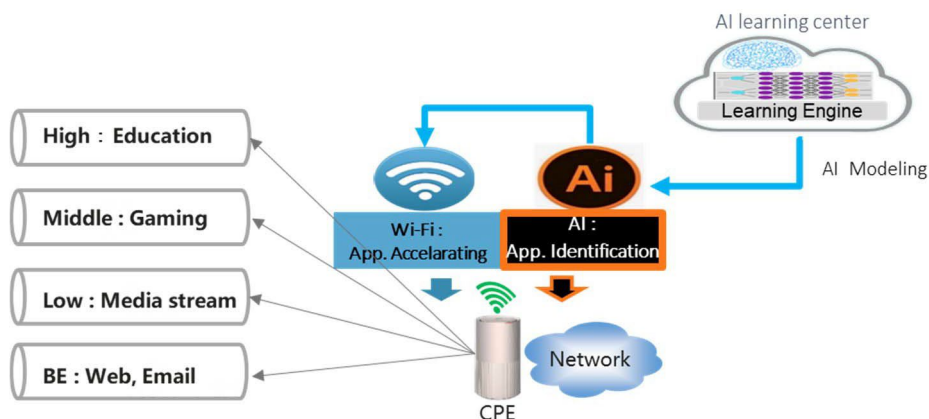 AI learning center
Learning Engine
AI Modeling
High : Education
Middle : Gaming
Low : Media stream
BE : Web, Email
Ai
Wi-Fi :
App. Accelarating
AI :
App. Identification
Network
CPE